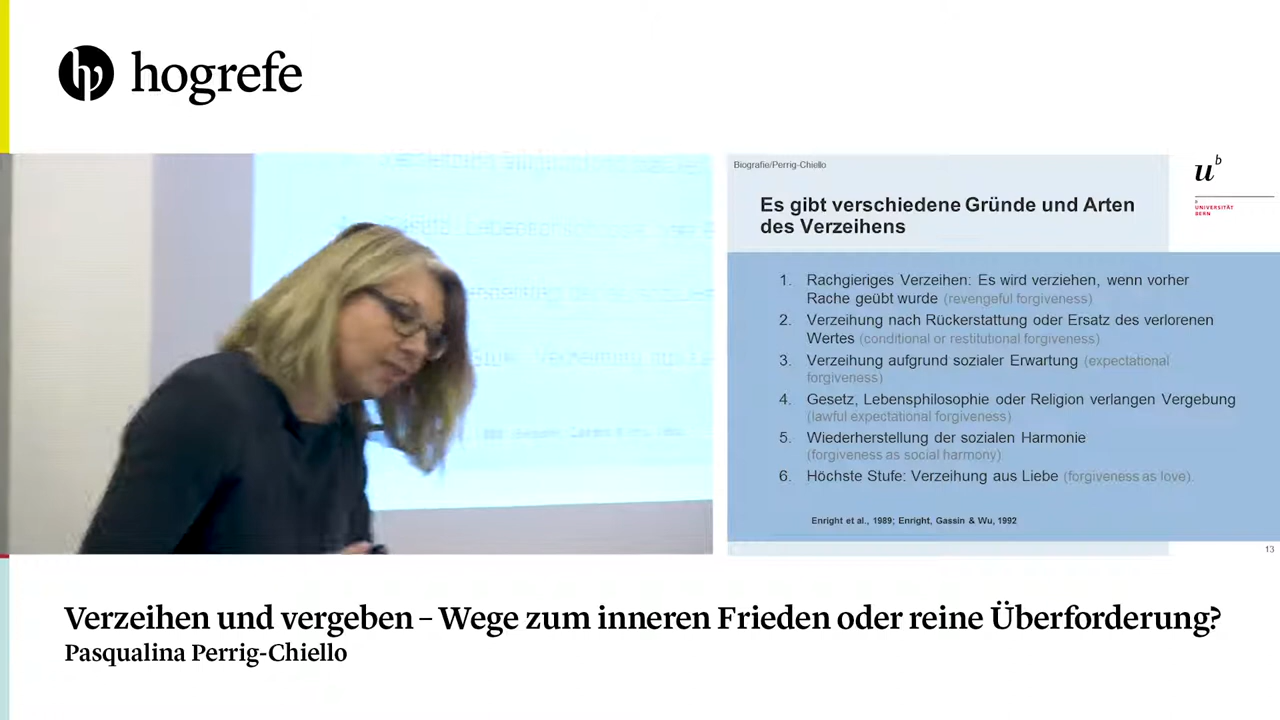 hogrefe
Biografie/Perrig-Chiello
Es gibt verschiedene Gründe und Arten
des Verzeihens
u^b
b
UNIVERSITÄT
BERN
1. Rachgieriges Verzeihen: Es wird verziehen, wenn vorher
Rache geübt wurde (revengeful forgiveness)
2. Verzeihung nach Rückerstattung oder Ersatz des verlorenen
Wertes (conditional or restitutional forgiveness)
3. Verzeihung aufgrund sozialer Erwartung (expectational
forgiveness)
4. Gesetz, Lebensphilosophie oder Religion verlangen Vergebung
(lawful expectational forgiveness)
5. Wiederherstellung der sozialen Harmonie
(forgiveness as social harmony)
6. Höchste Stufe: Verzeihung aus Liebe (forgiveness as love).
Enright et al., 1989; Enright, Gassin & Wu, 1992
13
Verzeihen und vergeben – Wege zum inneren Frieden oder reine Überforderung?
Pasqualina Perrig-Chiello